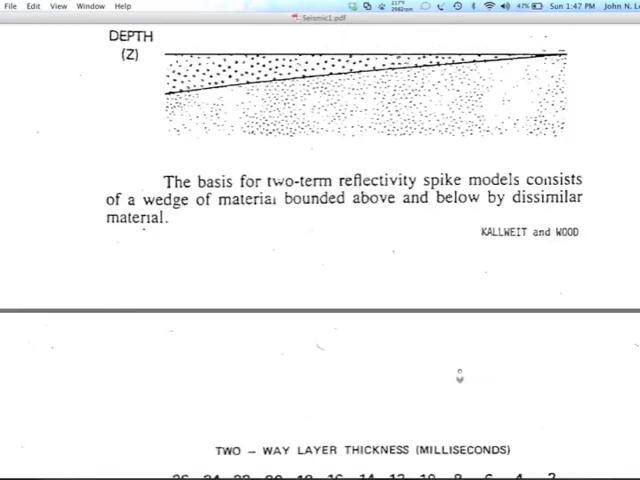 File Edit View Window Help
47% Sun 1:47 PM John N. Le
Seismic1.pdf
DEPTH
(Z)
The basis for two-term reflectivity spike models consists
of a wedge of material bounded above and below by dissimilar
material.
KALLWEIT and WOOD
TWO – WAY LAYER THICKNESS (MILLISECONDS)